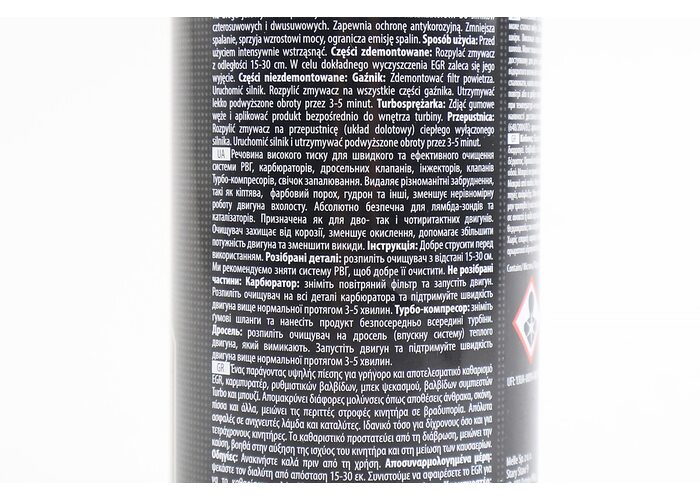 czterosuwowych i dwusuwowych. Zapewnia ochronę antykorozyjną. Zmniejsza
spalanie, sprzyja wzrostowi mocy, ogranicza emisję spalin. Sposób użycia: Przed
użyciem intensywnie wstrząsnąć. Części zdemontowane: Rozpylać zmywacz
z odległości 15-30 cm. W celu dokładnego wyczyszczenia EGR zaleca się jego
wyjęcie. Części niezdemontowane: Gaźnik: Zdemontować filtr powietrza.
Uruchomić silnik. Rozpylić zmywacz na wszystkie części gaźnika. Utrzymywać
lekko podwyższone obroty przez 3-5 minut. Turbosprężarka: Zdjąć gumowe
węże i aplikować produkt bezpośrednio do wnętrza turbiny. Przepustnica:
Rozpylić zmywacz na przepustnicę (układ dolotowy) ciepłego wyłączonego
silnika. Uruchomić silnik i utrzymywać podwyższone obroty przez 3-5 minut.
UA Речовина високого тиску для швидкого та ефективного очищення
системи РВГ, карбюраторів, дросельних клапанів, інжекторів, клапанів
Турбо-компресорів, свічок запалювання. Видаляє різноманітні забруднення,
такі як кіптява, фарбовий порох, гудрон та інші, зменшує нерівномірну
роботу двигуна вхолосту. Абсолютно безпечна для лямбда-зондів та
каталізаторів. Призначена як для дво- так і чотиритактних двигунів.
Очищувач захищає від корозії, зменшує окислення, допомагає збільшити
потужність двигуна та зменшити викиди. Інструкція: Добре струсити перед
використанням. Розібрані деталі: розпиліть очищувач з відстані 15-30 см.
Ми рекомендуємо зняти систему РВГ, щоб добре її очистити. Не розібрані
частини: Карбюратор: зніміть повітряний фільтр та запустіть двигун.
Розпиліть очищувач на всі деталі карбюратора та підтримуйте швидкість
двигуна вище нормальної протягом 3-5 хвилин. Турбо-компресор: зніміть
гумові шланги та нанесіть продукт безпосередньо всередині турбіни.
Дросель: розпиліть очищувач на дросель (впускну систему) теплого
двигуна, який вимикають. Запустіть двигун та підтримуйте швидкість
двигуна вище нормальної протягом 3-5 хвилин.
GR Ένας παράγοντας υψηλής πίεσης για γρήγορο και αποτελεσματικό καθαρισμό
EGR, καρμπυρατέρ, ρυθμιστικών βαλβίδων, μπεκ ψεκασμού, βαλβίδων συμπιεστών
Turbo και μπουζί. Απομακρύνει διάφορες μολύνσεις όπως αποθέσεις άνθρακα, σκόνη,
πίσσα και άλλα, μειώνει τις περιττές στροφές κινητήρα σε βραδυπορία. Απόλυτα
ασφαλές σε ανιχνευτές λάμδα και καταλύτες. Ιδανικό τόσο για δίχρονους όσο και για
τετράχρονους κινητήρες. Το καθαριστικό προστατεύει από τη διάβρωση, μειώνει την
καύση, βοηθά στην αύξηση της ισχύος του κινητήρα και στη μείωση των καυσαερίων.
Οδηγίες: Ανακινήστε καλά πριν από τη χρήση. Αποσυναρμολογημένα μέρη:
ψεκάστε τον διαλύτη από απόσταση 15-30 εκ. Συνιστούμε να αφαιρέσετε το EGR για